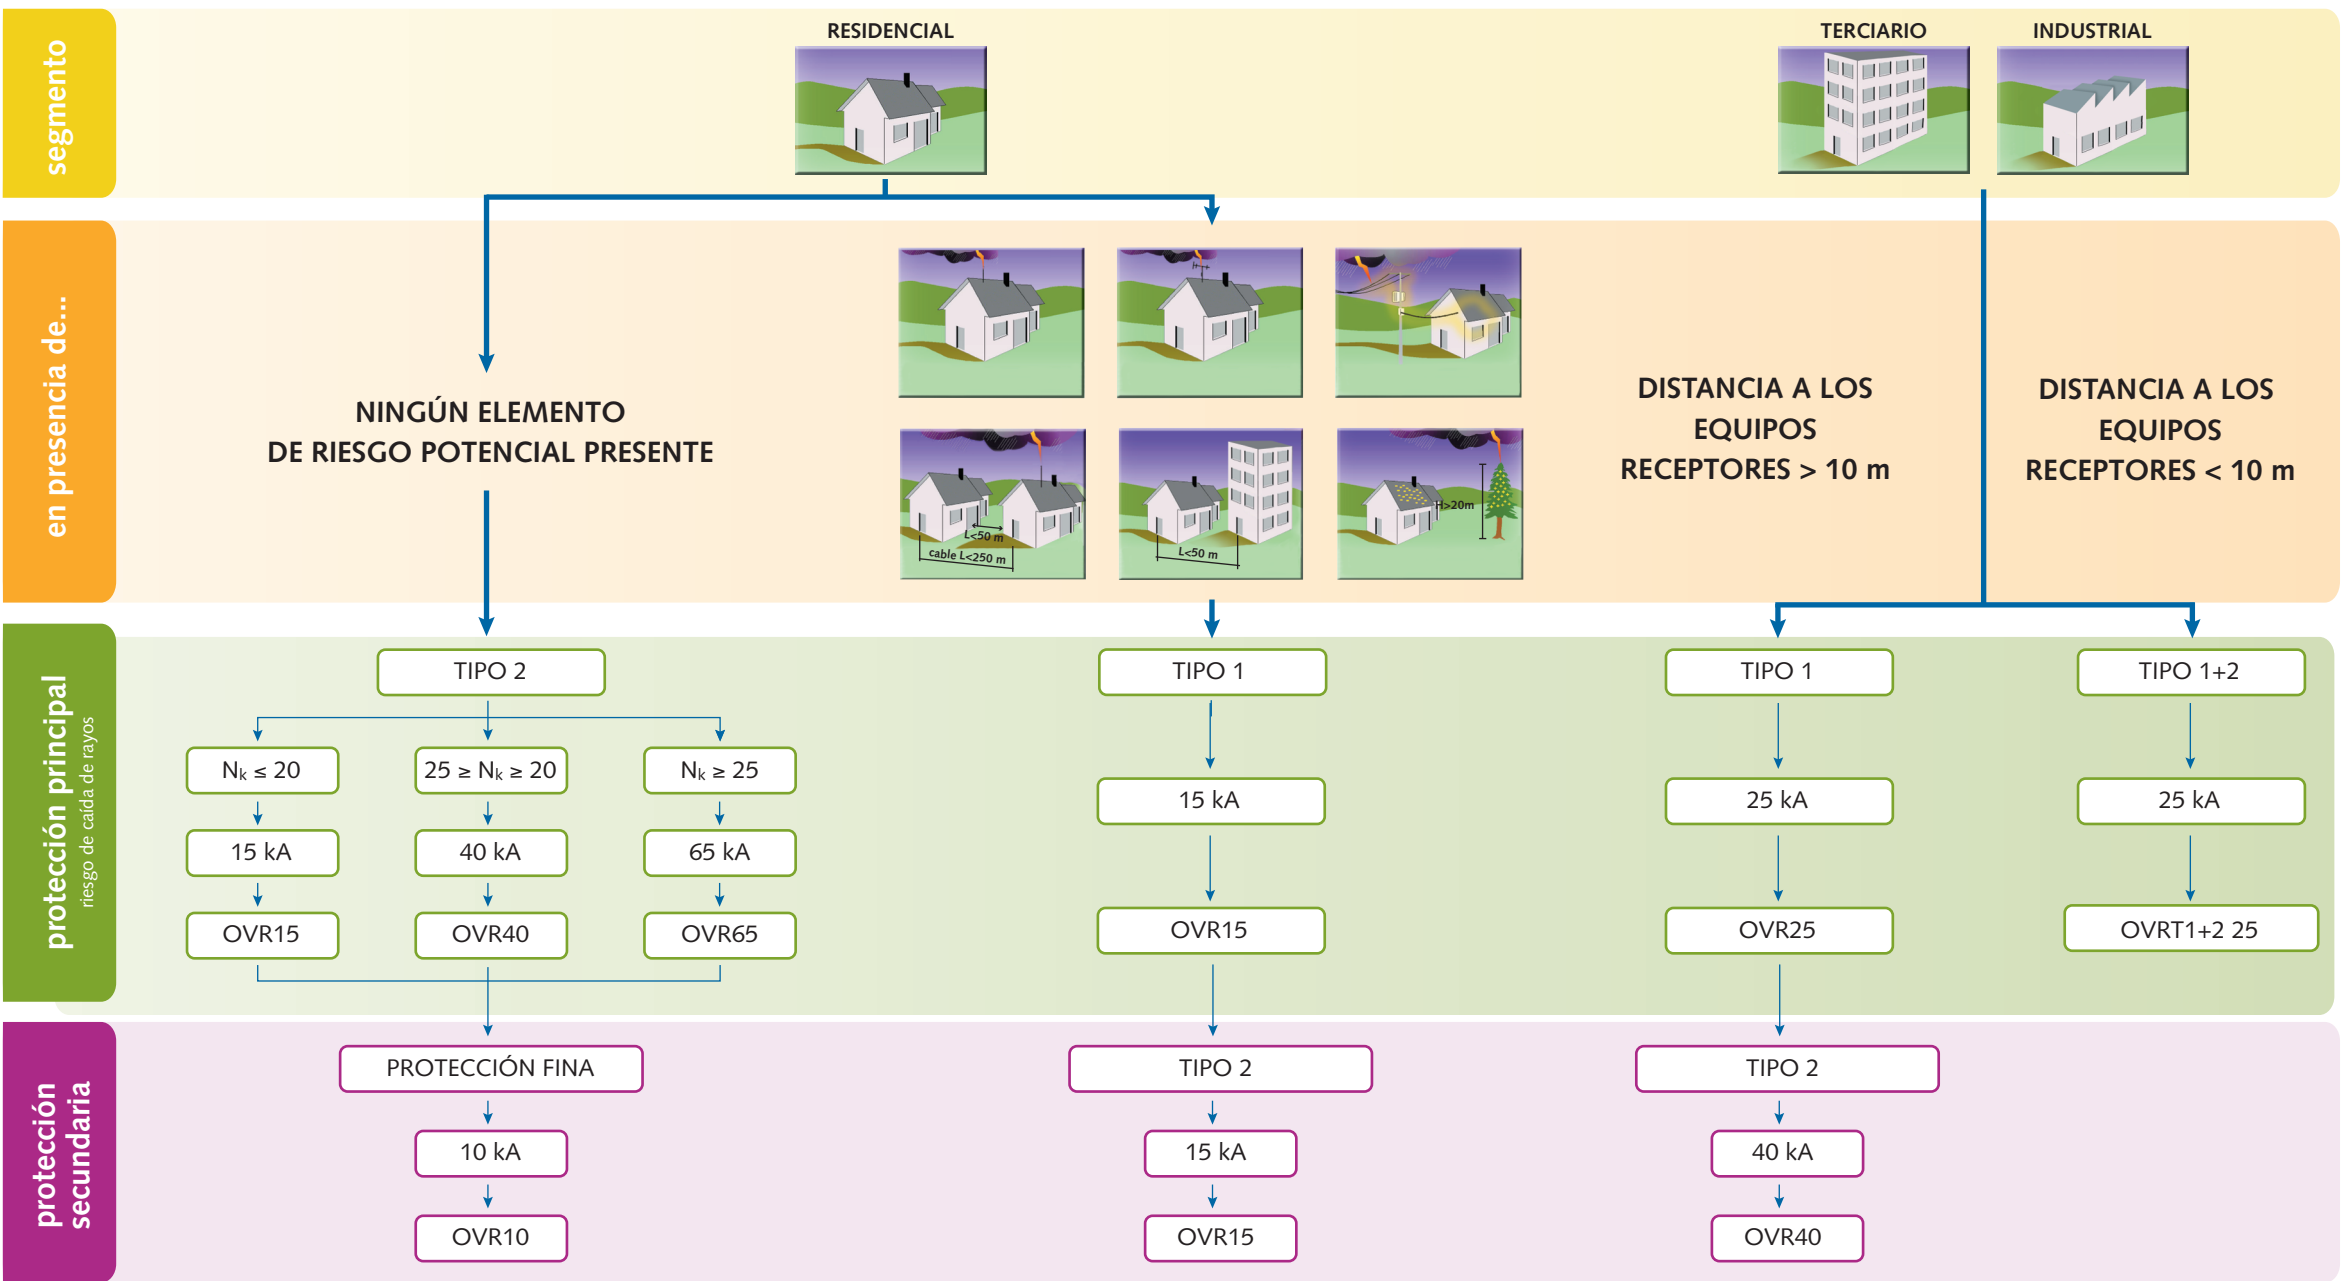 segmento
RESIDENCIAL
TERCIARIO
INDUSTRIAL
en presencia de...
NINGÚN ELEMENTO
DE RIESGO POTENCIAL PRESENTE
L<50 m
cable L<250 m
L<50 m
H>20m
DISTANCIA A LOS
EQUIPOS
RECEPTORES > 10 m
DISTANCIA A LOS
EQUIPOS
RECEPTORES < 10 m
protección principal
riesgo de caída de rayos
TIPO 2
Nk ≤ 20
25 ≥ Nk ≥ 20
Nk ≥ 25
15 kA
40 kA
65 kA
OVR15
OVR40
OVR65
TIPO 1
15 kA
OVR15
TIPO 1
25 kA
OVR25
TIPO 1+2
25 kA
OVRT1+2 25
protección
secundaria
PROTECCIÓN FINA
10 kA
OVR10
TIPO 2
15 kA
OVR15
TIPO 2
40 kA
OVR40